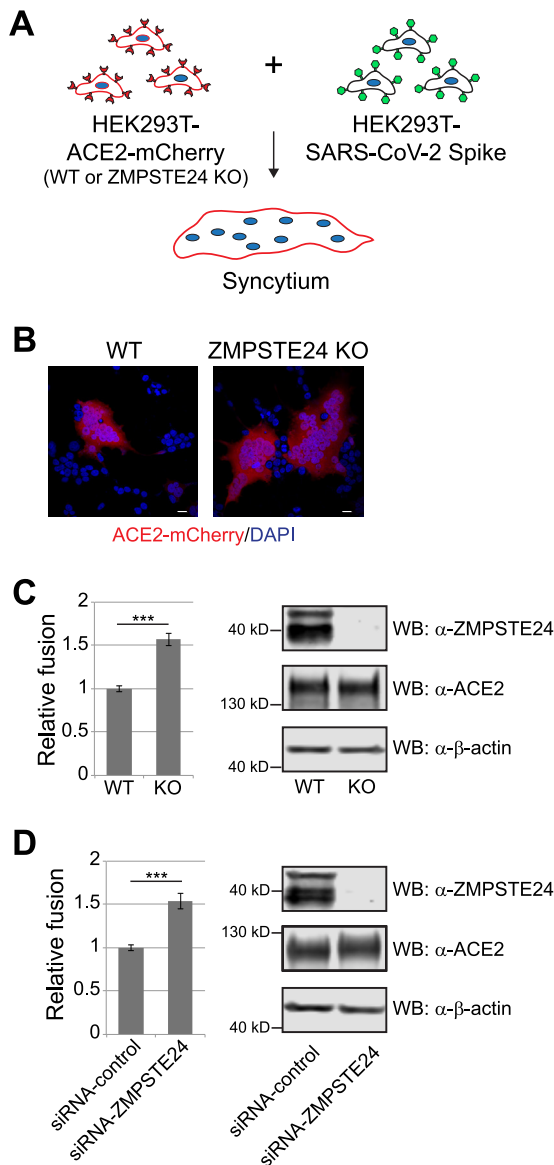 A
+
HEK293T-
ACE2-mCherry
(WT or ZMPSTE24 KO)
HEK293T-
SARS-CoV-2 Spike
Syncytium
B
WT
ZMPSTE24 KO
ACE2-mCherry/DAPI
C
Relative fusion
2
1.5
1
0.5
0
***
WT
KO
40 kD
WB: α-ZMPSTE24
130 kD
WB: α-ACE2
40 kD
WB: α-β-actin
WT
KO
D
Relative fusion
2
1.5
1
0.5
0
***
siRNA-control
siRNA-ZMPSTE24
40 kD
WB: α-ZMPSTE24
130 kD
WB: α-ACE2
40 kD
WB: α-β-actin
siRNA-control
siRNA-ZMPSTE24